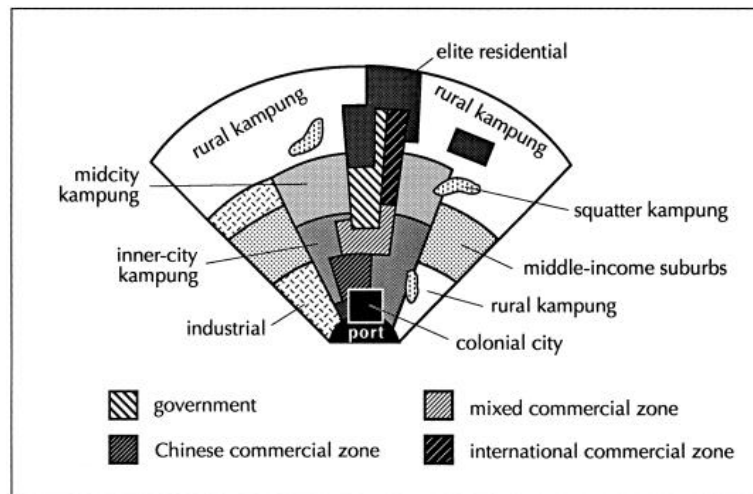 elite residential
rural kampung
rural kampung
midcity
kampung
squatter kampung
inner-city
kampung
middle-income suburbs
rural kampung
industrial
port
colonial city
government
mixed commercial zone
Chinese commercial zone
international commercial zone